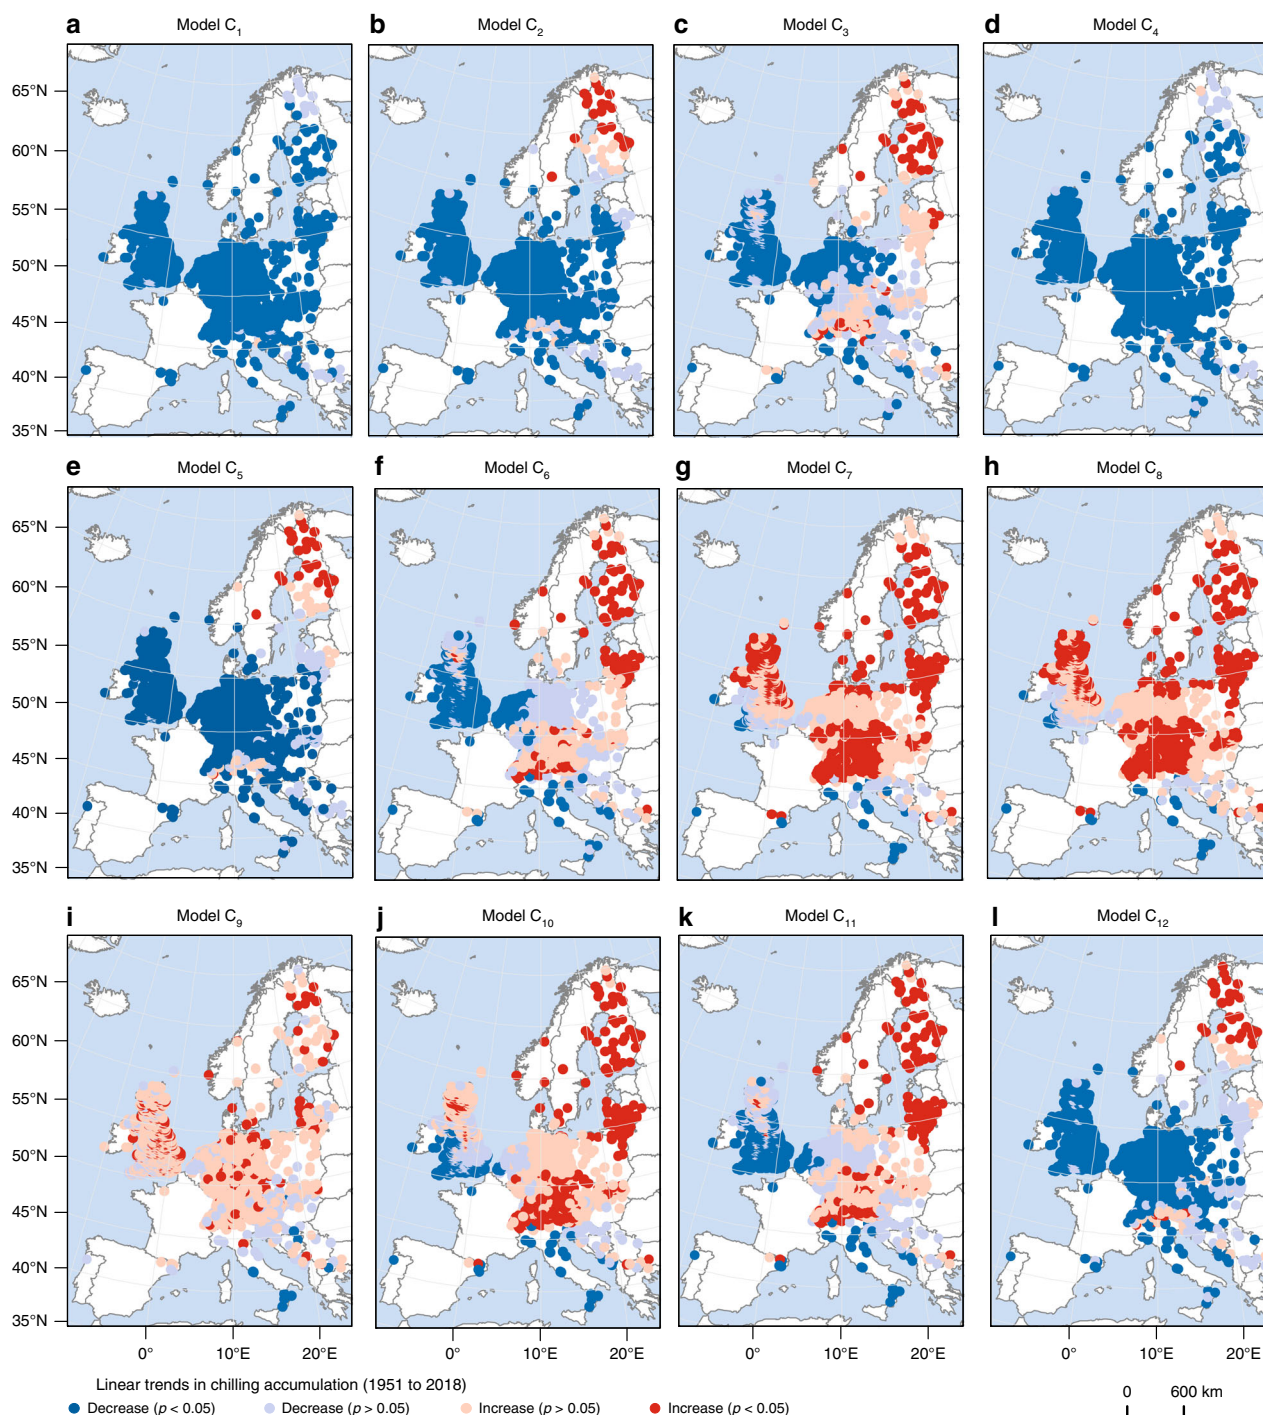 a Model C1 b Model C2 c Model C3 d Model C4
65°N
60°N
55°N
50°N
45°N
40°N
35°N
e Model C5 f Model C6 g Model C7 h Model C8
65°N
60°N
55°N
50°N
45°N
40°N
35°N
i Model C9 j Model C10 k Model C11 l Model C12
65°N
60°N
55°N
50°N
45°N
40°N
35°N
0° 10°E 20°E 0° 10°E 20°E 0° 10°E 20°E 0° 10°E 20°E
Linear trends in chilling accumulation (1951 to 2018)
0 600 km
Decrease (p < 0.05) Decrease (p > 0.05) Increase (p > 0.05) Increase (p < 0.05)